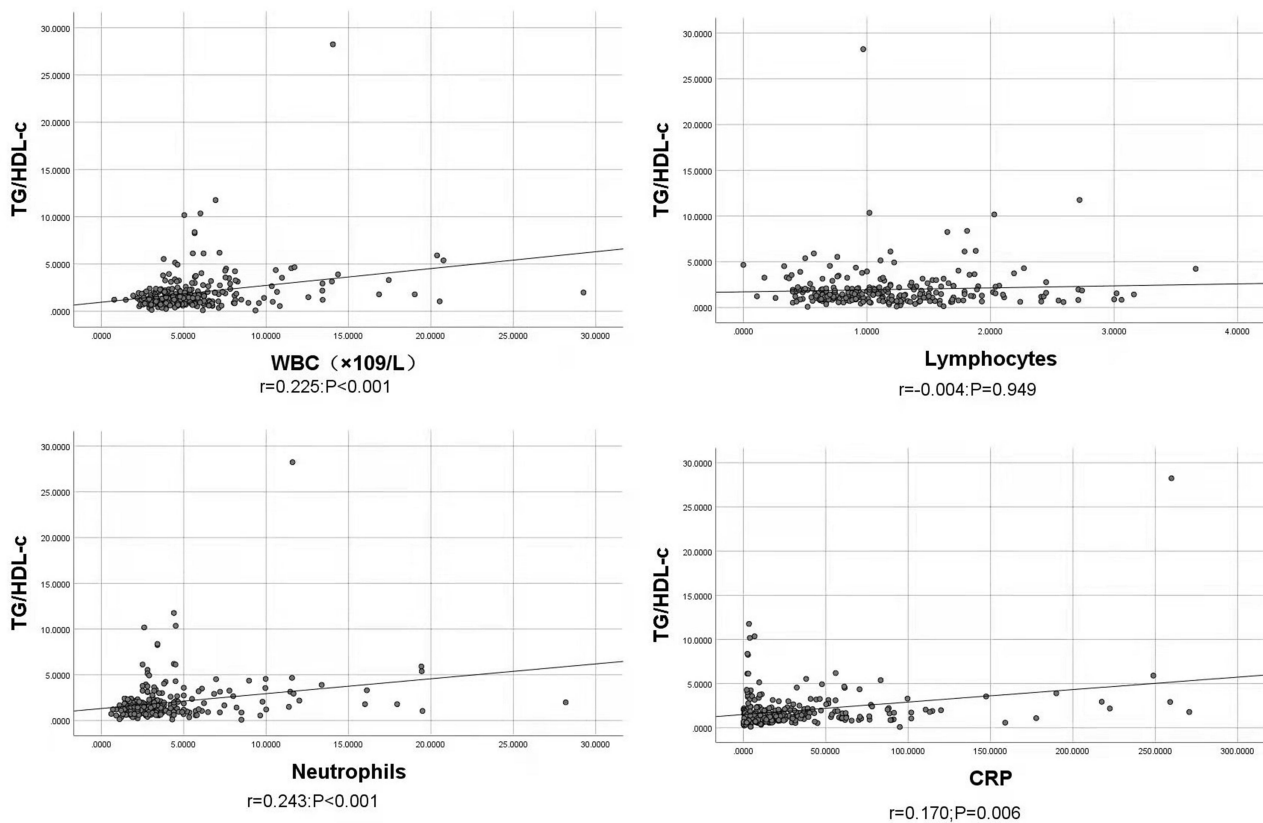 TG/HDL-c
30.0000
25.0000
20.0000
15.0000
10.0000
5.0000
.0000
.0000 5.0000 10.0000 15.0000 20.0000 25.0000 30.0000
WBC（×109/L）
r=0.225:P<0.001
TG/HDL-c
30.0000
25.0000
20.0000
15.0000
10.0000
5.0000
.0000
.0000 1.0000 2.0000 3.0000 4.0000
Lymphocytes
r=-0.004:P=0.949
TG/HDL-c
30.0000
25.0000
20.0000
15.0000
10.0000
5.0000
.0000
.0000 5.0000 10.0000 15.0000 20.0000 25.0000 30.0000
Neutrophils
r=0.243:P<0.001
TG/HDL-c
30.0000
25.0000
20.0000
15.0000
10.0000
5.0000
.0000
.0000 50.0000 100.0000 150.0000 200.0000 250.0000 300.0000
CRP
r=0.170;P=0.006